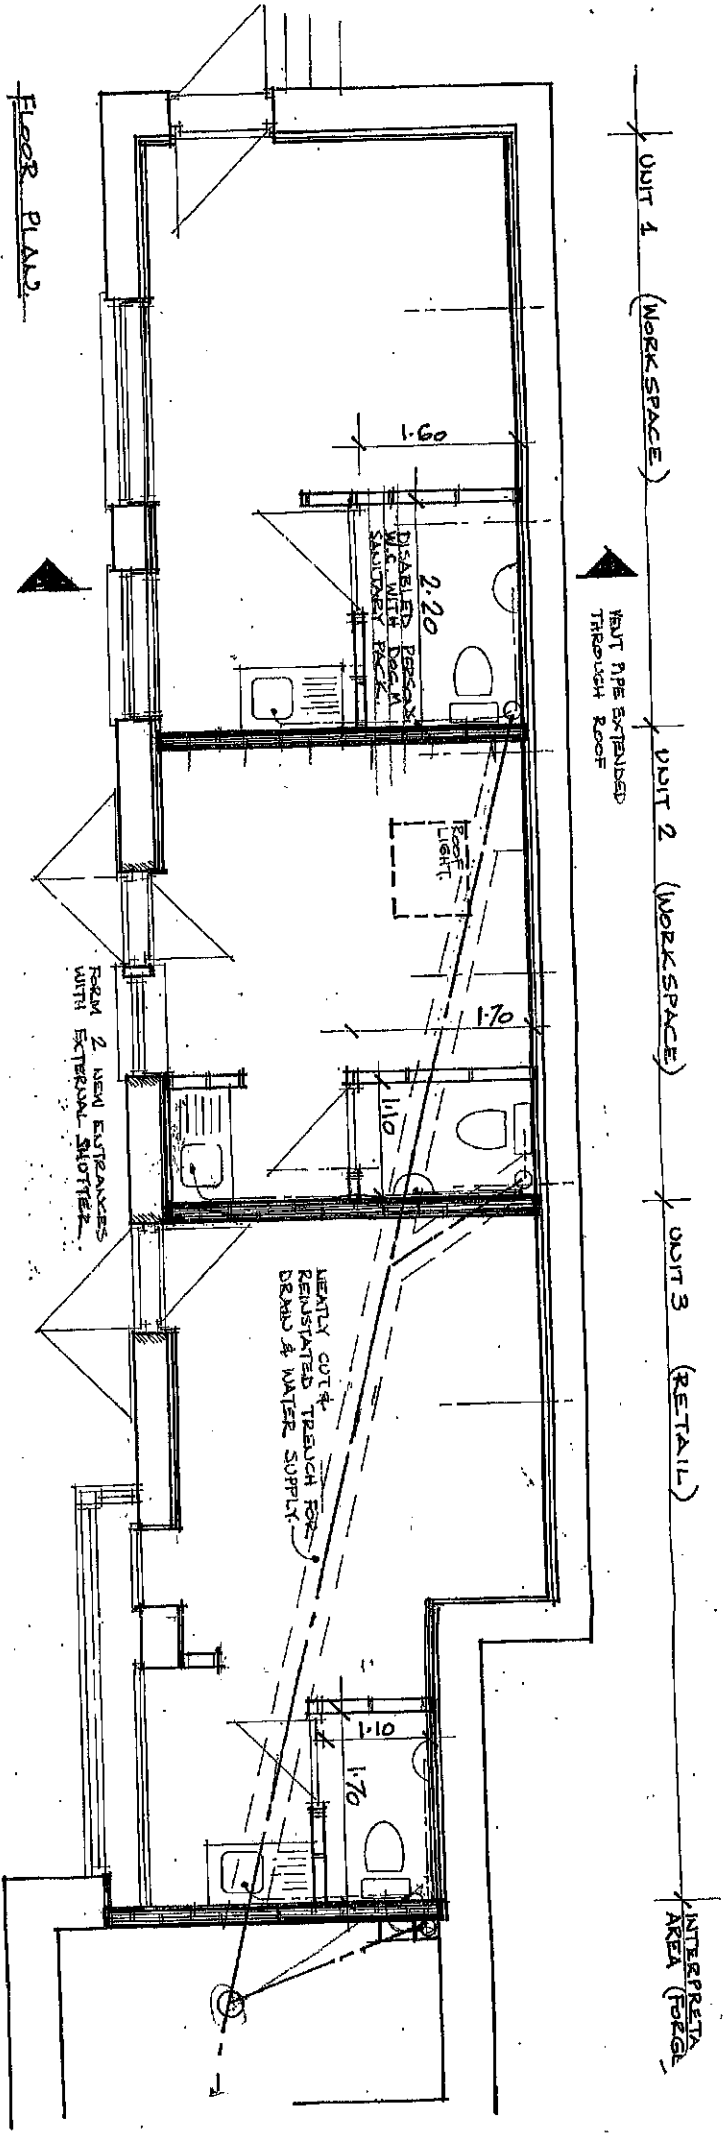 UNIT 1 (WORKSPACE)
UNIT 2 (WORKSPACE)
UNIT 3 (RETAIL)
INTERPRETA
AREA (FORGE
VENT PIPE EXTENDED
THROUGH ROOF
1·60
2·20
DISABLED PERSONS
W.C. WITH DOC.M
SANITARY PACK.
ROOF
LIGHT.
1·70
1·10
NEATLY CUT &
REINSTATED TRENCH FOR
DRAIN & WATER SUPPLY.
1·10
1·70
FORM 2 NEW ENTRANCES
WITH EXTERNAL SHUTTER.
FLOOR PLAN.